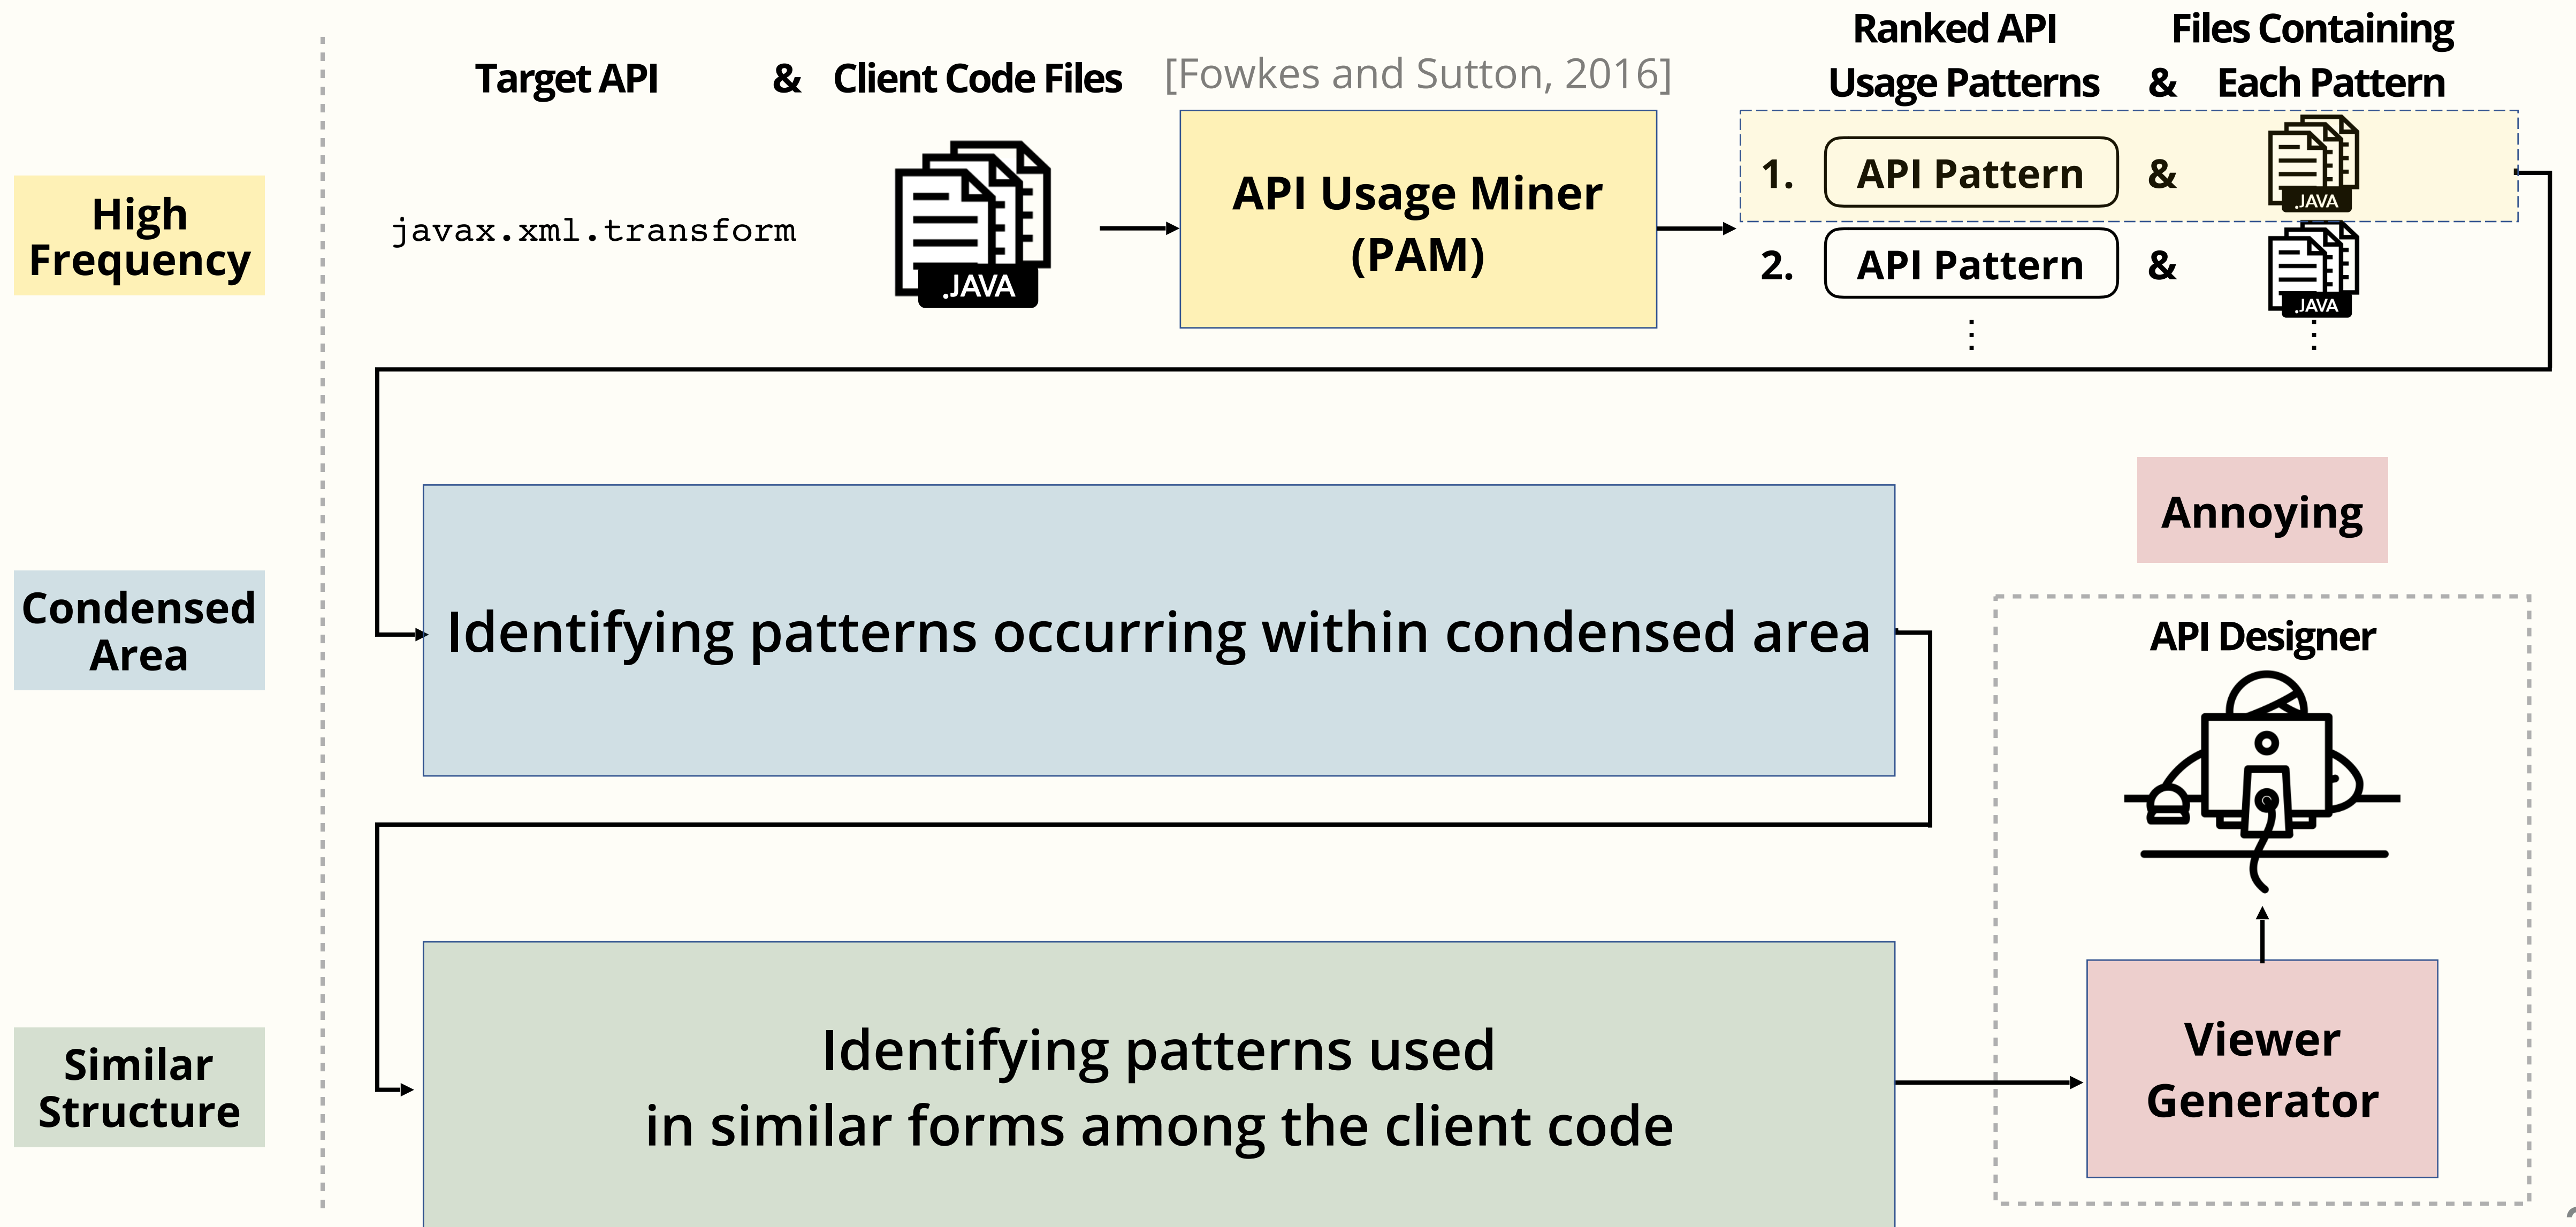 Ranked API
Files Containing
Target API & Client Code Files
[Fowkes and Sutton, 2016]
Usage Patterns & Each Pattern
High
Frequency
javax.xml.transform
.JAVA
API Usage Miner
(PAM)
1. API Pattern &
.JAVA
2. API Pattern &
.JAVA
Condensed
Area
Identifying patterns occurring within condensed area
Annoying
API Designer
Similar
Structure
Identifying patterns used
in similar forms among the client code
Viewer
Generator